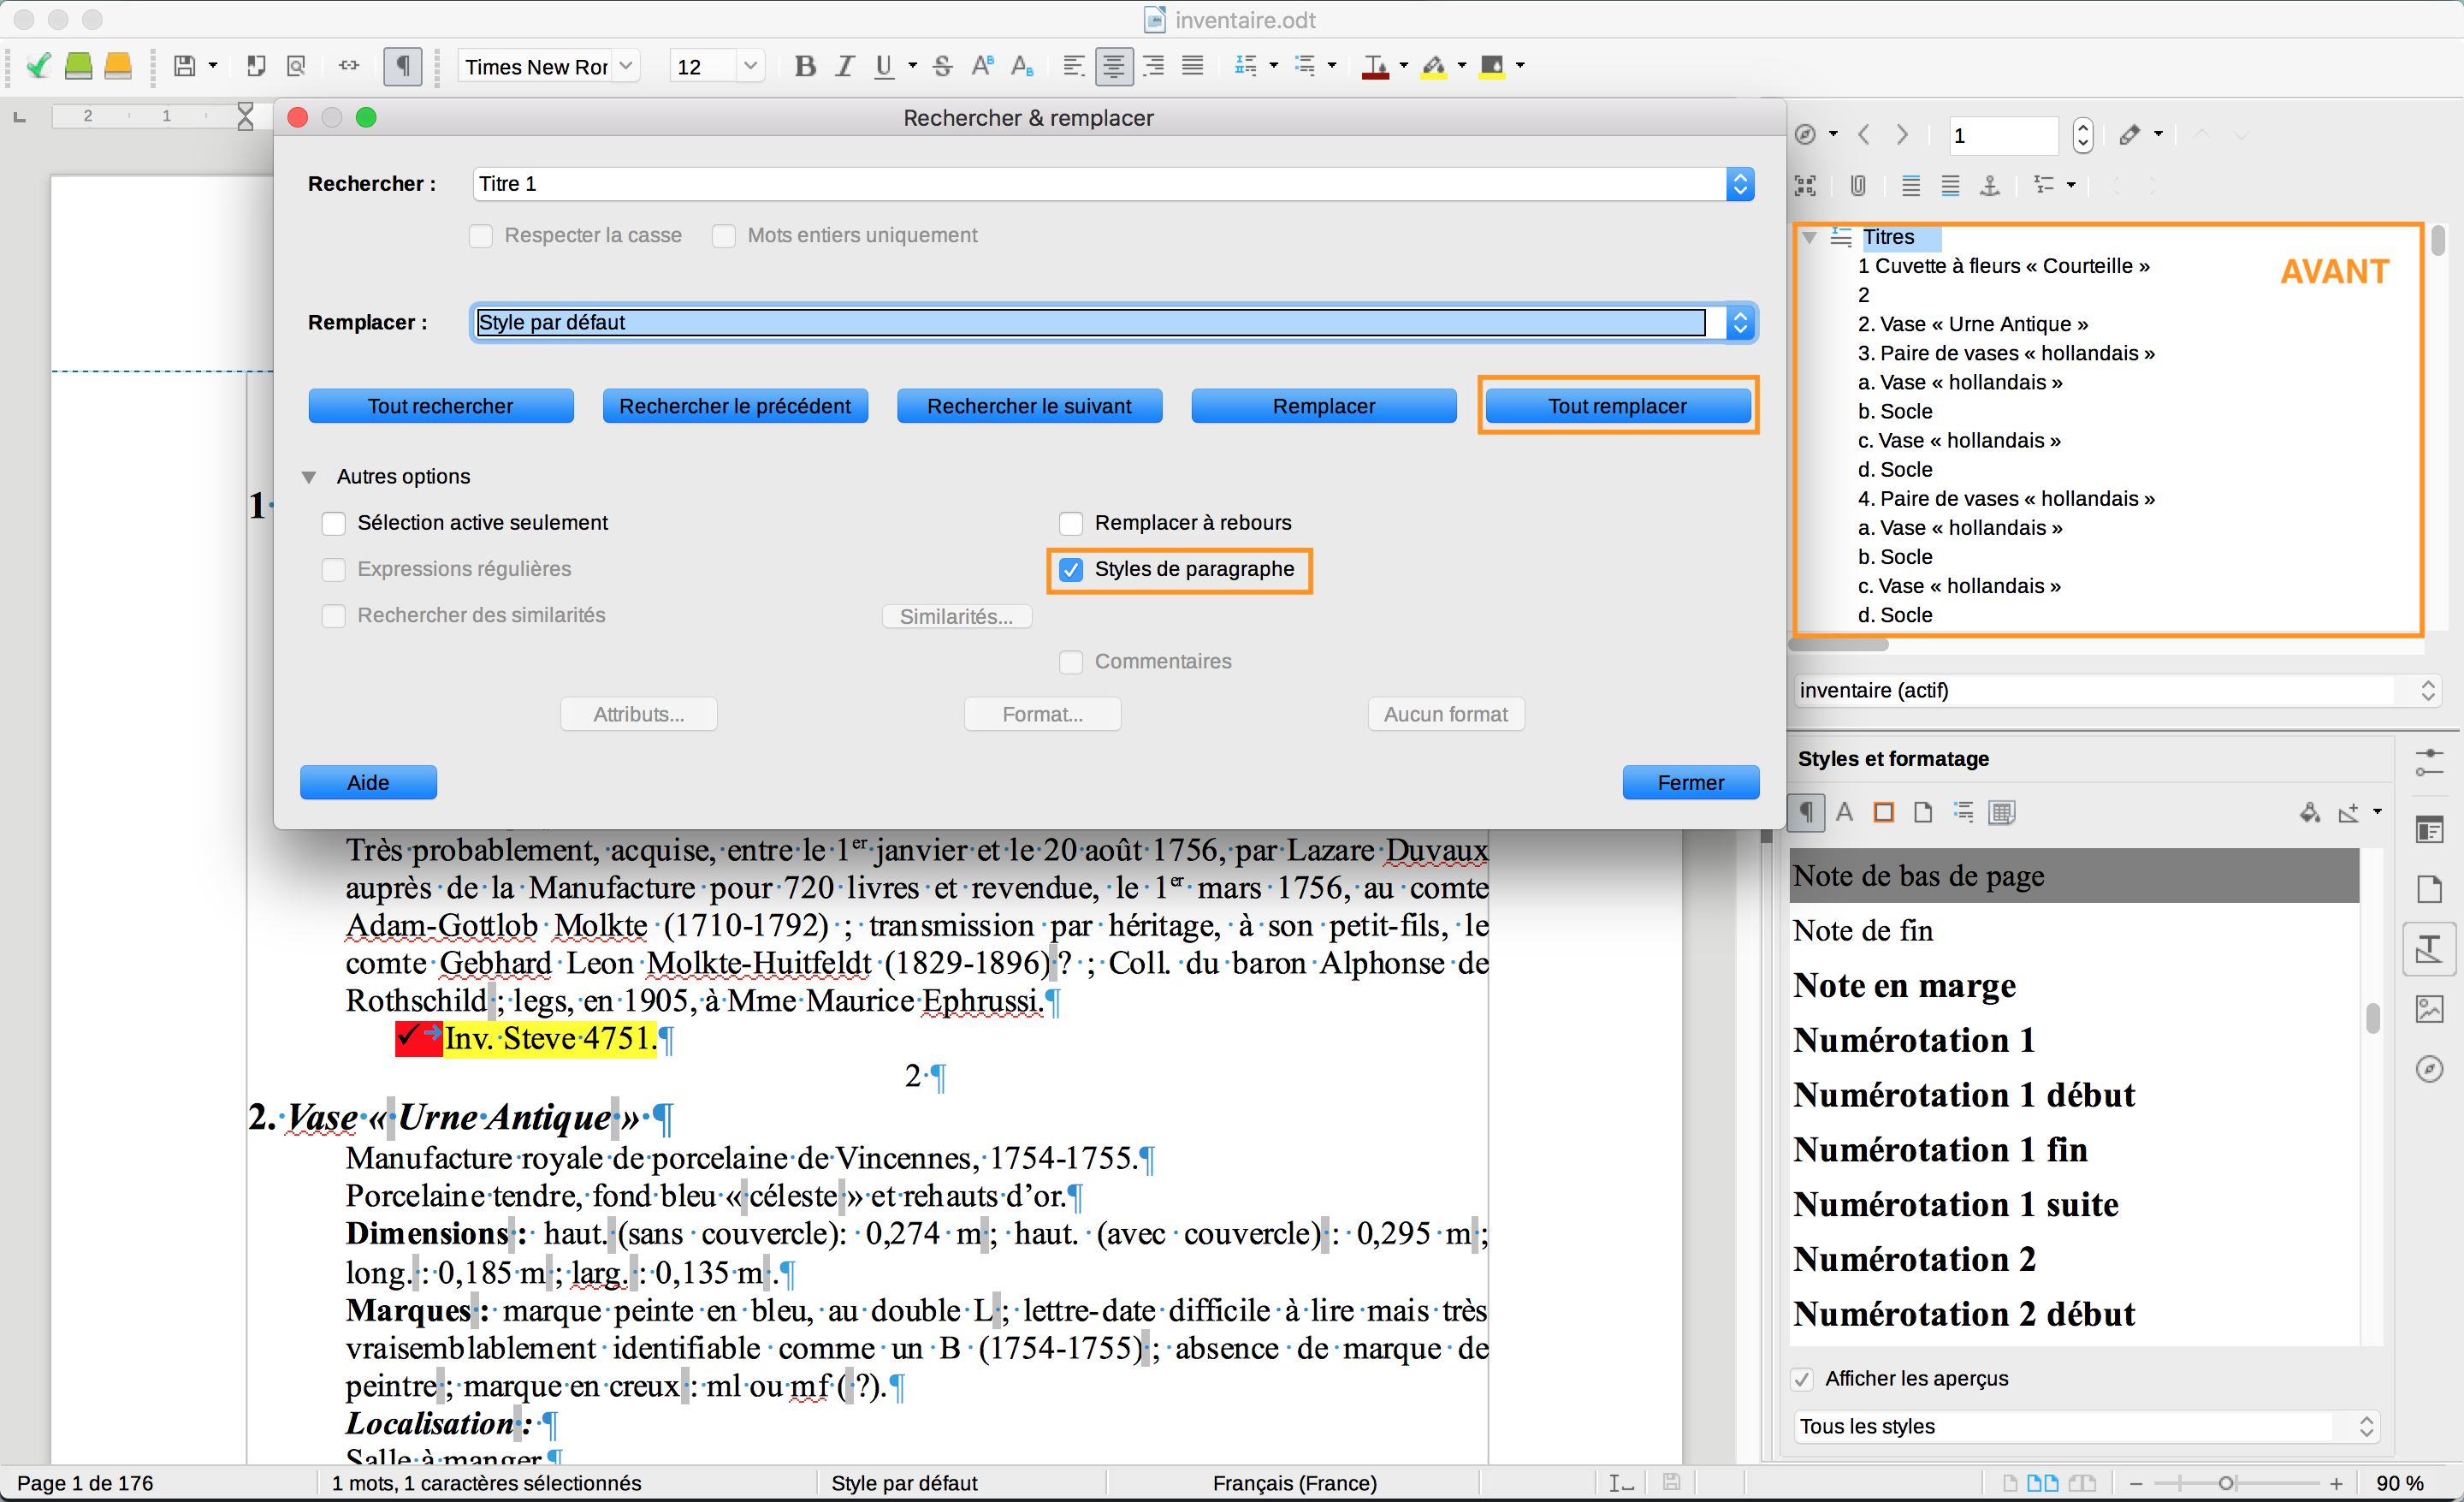 inventaire.odt
Times New Ror
12
2 1
Rechercher & remplacer
Rechercher :
Titre 1
Respecter la casse
Mots entiers uniquement
Remplacer :
Style par défaut
Tout rechercher
Rechercher le précédent
Rechercher le suivant
Remplacer
Tout remplacer
Autres options
Sélection active seulement
Remplacer à rebours
Expressions régulières
Styles de paragraphe
Rechercher des similarités
Similarités...
Commentaires
Attributs...
Format...
Aucun format
Aide
Fermer
1
1
Titres
AVANT
1 Cuvette à fleurs « Courteille »
2
2. Vase « Urne Antique »
3. Paire de vases « hollandais »
a. Vase « hollandais »
b. Socle
c. Vase « hollandais »
d. Socle
4. Paire de vases « hollandais »
a. Vase « hollandais »
b. Socle
c. Vase « hollandais »
d. Socle
inventaire (actif)
Styles et formatage
Note de bas de page
Note de fin
Note en marge
Numérotation 1
Numérotation 1 début
Numérotation 1 fin
Numérotation 1 suite
Numérotation 2
Numérotation 2 début
Afficher les aperçus
Tous les styles
Très·probablement,·acquise,·entre·le·1er·janvier·et·le·20·août·1756,·par·Lazare·Duvaux
auprès·de·la·Manufacture·pour·720·livres·et·revendue,·le·1er·mars·1756,·au·comte
Adam-Gottlob·Molkte·(1710-1792)·;·transmission·par·héritage,·à·son·petit-fils,·le
comte·Gebhard·Leon·Molkte-Huitfeldt·(1829-1896)·?·;·Coll.·du·baron·Alphonse·de
Rothschild·;·legs,·en·1905,·à·Mme·Maurice·Ephrussi.¶
✓→Inv.·Steve·4751.¶
2·¶
2.·Vase·«·Urne·Antique·»·¶
Manufacture·royale·de·porcelaine·de·Vincennes,·1754-1755.¶
Porcelaine·tendre,·fond·bleu·«·céleste·»·et·rehauts·d’or.¶
Dimensions·:·haut.·(sans·couvercle):·0,274·m·;·haut.·(avec·couvercle)·:·0,295·m·;
long.·:·0,185·m·;·larg.·:·0,135·m·.¶
Marques·:·marque·peinte·en·bleu,·au·double·L·;·lettre-date·difficile·à·lire·mais·très
vraisemblablement·identifiable·comme·un·B·(1754-1755)·;·absence·de·marque·de
peintre·;·marque·en·creux·:·ml·ou·mf·(·?).¶
Localisation·:·¶
Salle·à·manger¶
Page 1 de 176
1 mots, 1 caractères sélectionnés
Style par défaut
Français (France)
90 %